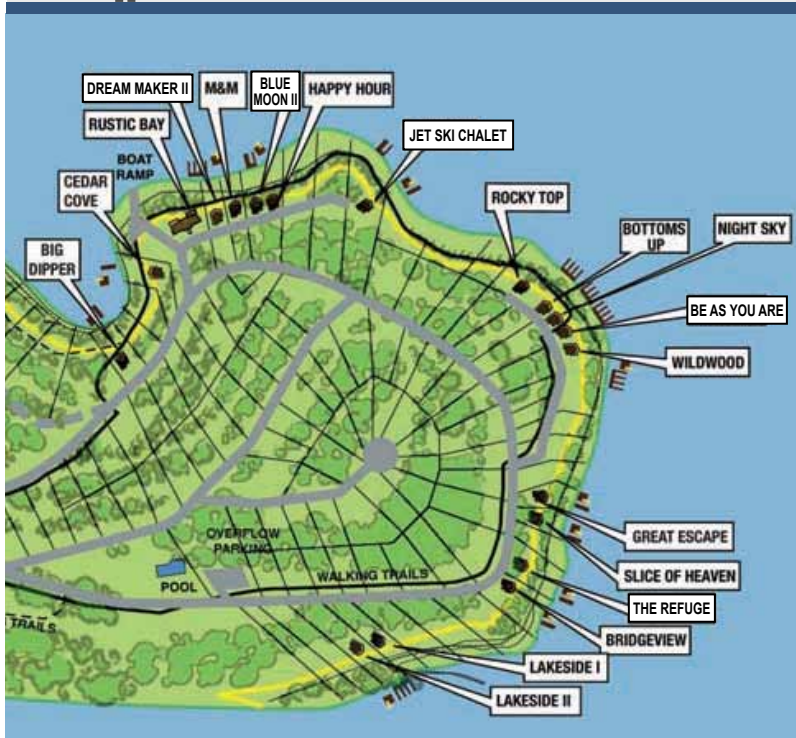 DREAM MAKER II
M&M
BLUE
MOON II
HAPPY HOUR
RUSTIC BAY
JET SKI CHALET
BOAT
RAMP
CEDAR
COVE
ROCKY TOP
BOTTOMS
UP
NIGHT SKY
BIG
DIPPER
BE AS YOU ARE
WILDWOOD
OVERFLOW
PARKING
GREAT ESCAPE
POOL
WALKING TRAILS
SLICE OF HEAVEN
THE REFUGE
TRAILS
BRIDGEVIEW
LAKESIDE I
LAKESIDE II